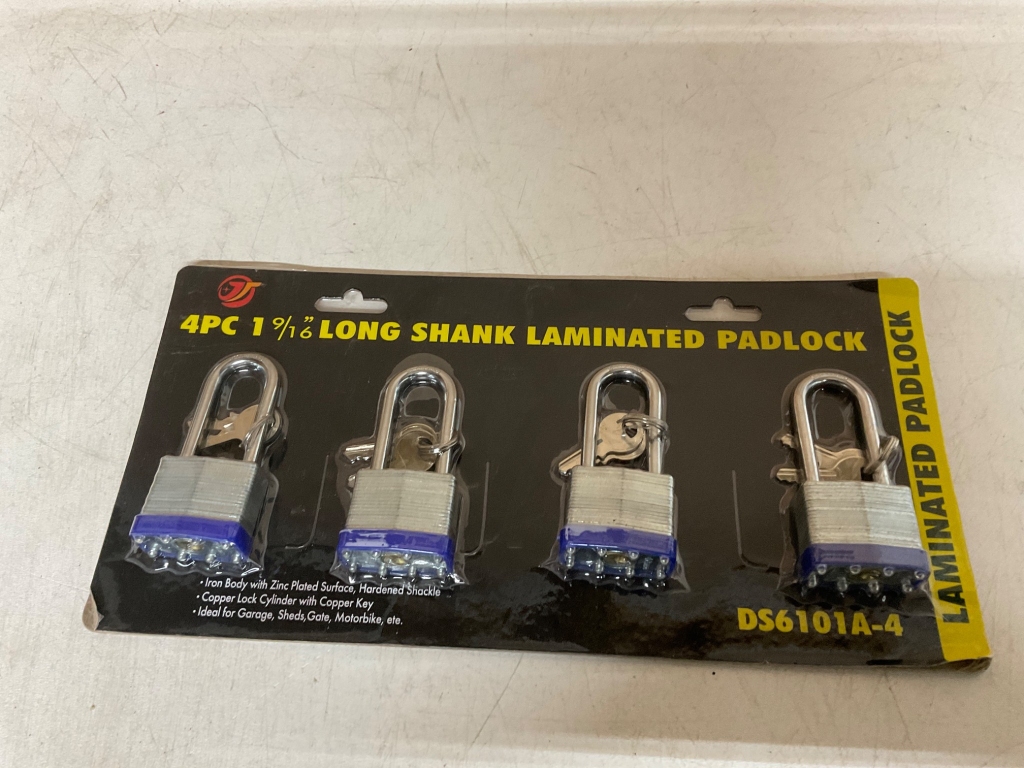 4PC 1 9/16” LONG SHANK LAMINATED PADLOCK
• Iron Body with Zinc Plated Surface, Hardened Shackle
• Copper Lock Cylinder with Copper Key
• Ideal for Garage, Sheds,Gate, Motorbike, ete.
DS6101A-4
LAMINATED PADLOCK